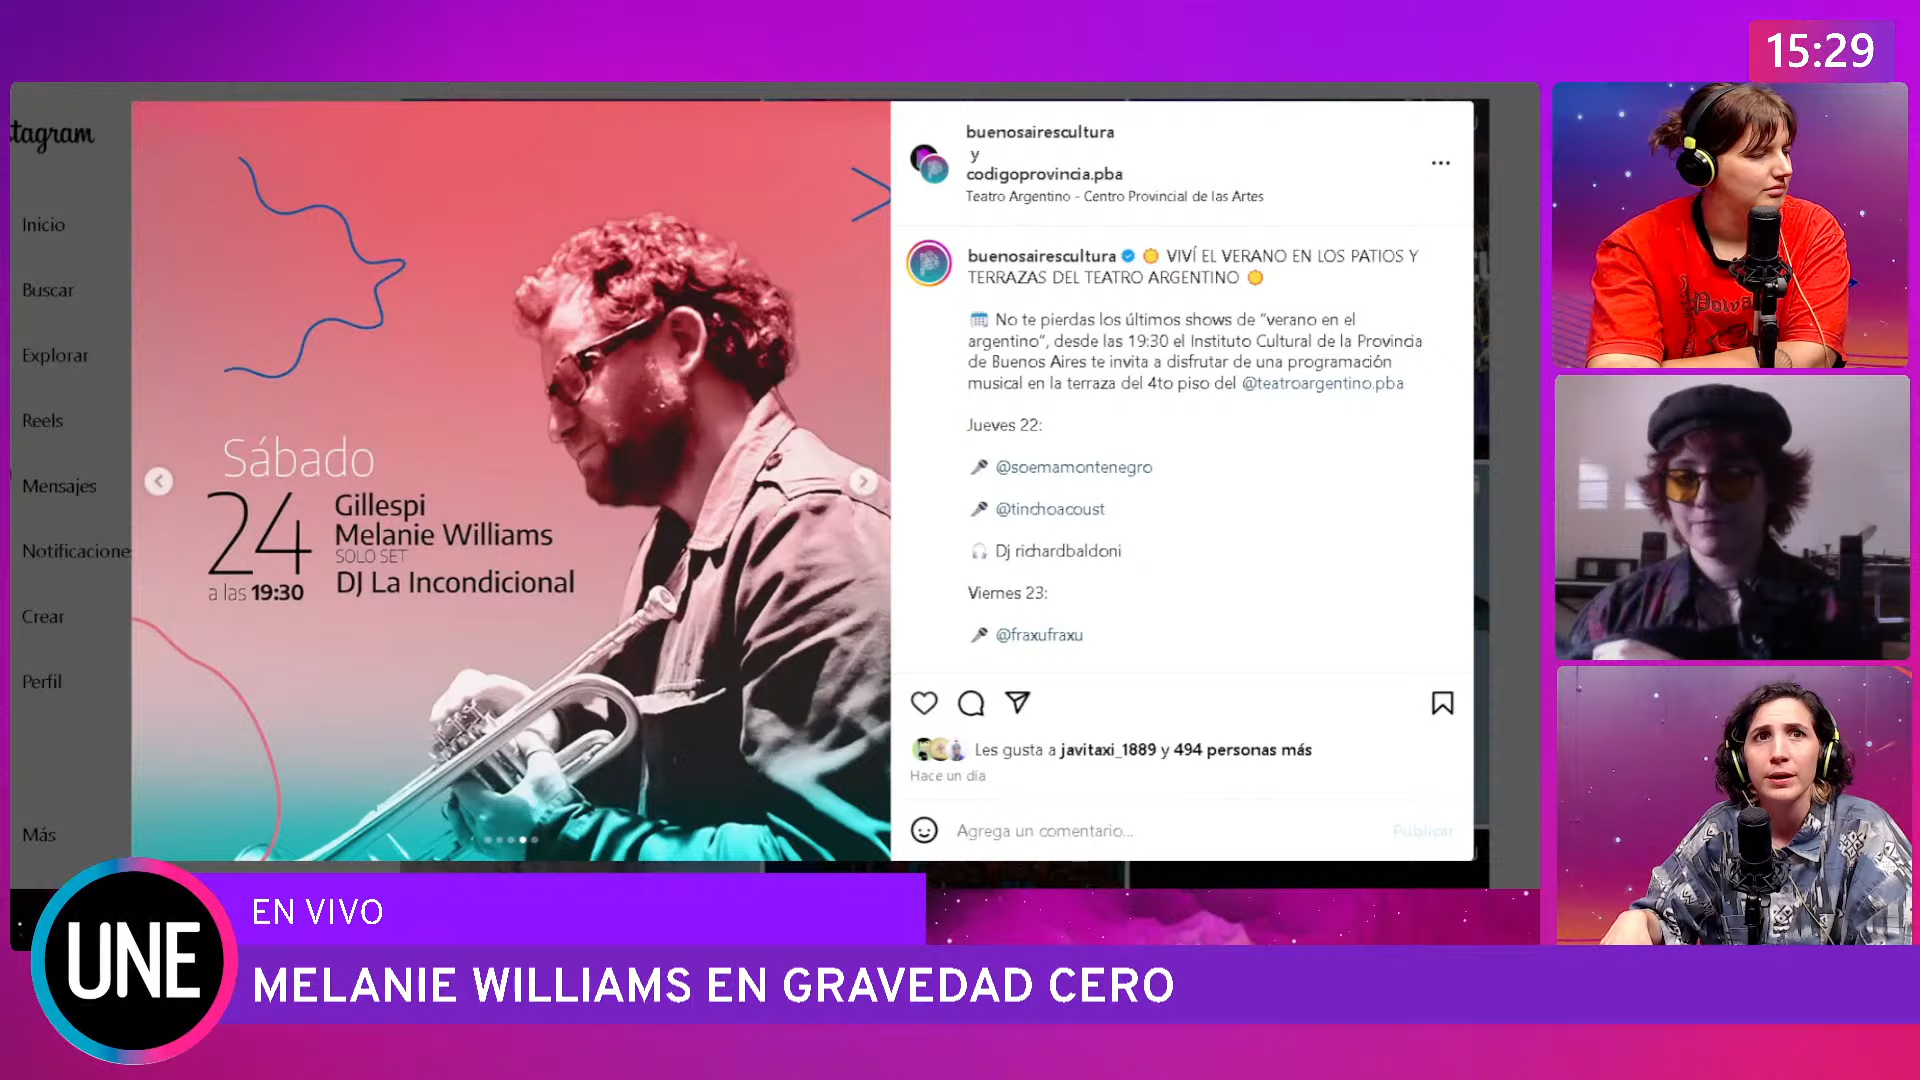 15:29
stagram
Inicio
Buscar
Explorar
Reels
Mensajes
Notificacione
Crear
Perfil
Más
Sábado
24
a las 19:30
Gillespi
Melanie Williams
SOLO SET
DJ La Incondicional
buenosairescultura
y
codigoprovincia.pba
Teatro Argentino - Centro Provincial de las Artes
buenosairescultura VIVÍ EL VERANO EN LOS PATIOS Y
TERRAZAS DEL TEATRO ARGENTINO
No te pierdas los últimos shows de “verano en el
argentino”, desde las 19:30 el Instituto Cultural de la Provincia
de Buenos Aires te invita a disfrutar de una programación
musical en la terraza del 4to piso del @teatroargentino.pba
Jueves 22:
@soemamontenegro
@tinchoacoust
Dj richardbaldoni
Viernes 23:
@fraxufraxu
Les gusta a javitaxi_1889 y 494 personas más
Hace un día
Agrega un comentario...
Publicar
UNE
EN VIVO
MELANIE WILLIAMS EN GRAVEDAD CERO